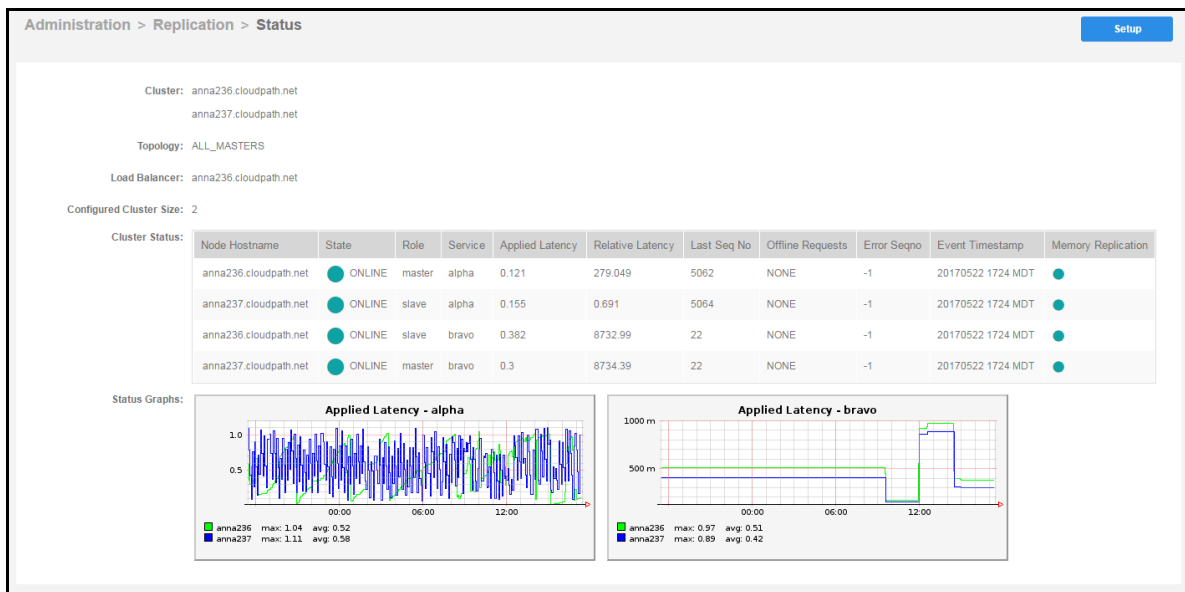 Administration > Replication > Status
Setup
Cluster: anna236.cloudpath.net
anna237.cloudpath.net
Topology: ALL_MASTERS
Load Balancer: anna236.cloudpath.net
Configured Cluster Size: 2
Cluster Status:
Node Hostname State Role Service Applied Latency Relative Latency Last Seq No Offline Requests Error Seqno Event Timestamp Memory Replication
anna236.cloudpath.net ONLINE master alpha 0.121 279.049 5062 NONE -1 20170522 1724 MDT
anna237.cloudpath.net ONLINE slave alpha 0.155 0.691 5064 NONE -1 20170522 1724 MDT
anna236.cloudpath.net ONLINE slave bravo 0.382 8732.99 22 NONE -1 20170522 1724 MDT
anna237.cloudpath.net ONLINE master bravo 0.3 8734.39 22 NONE -1 20170522 1724 MDT
Status Graphs:
Applied Latency - alpha
1.0
0.5
00:00 06:00 12:00
anna236 max: 1.04 avg: 0.52
anna237 max: 1.11 avg: 0.58
Applied Latency - bravo
1000 m
500 m
00:00 06:00 12:00
anna236 max: 0.97 avg: 0.51
anna237 max: 0.89 avg: 0.42